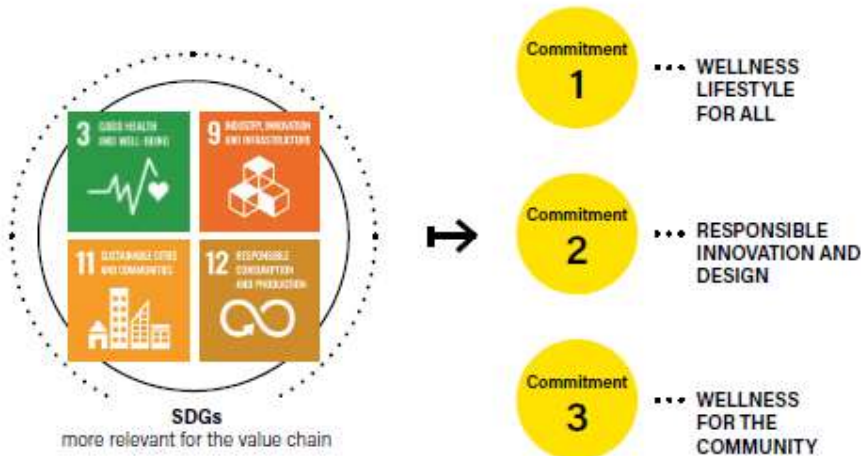 3 GOOD HEALTH
AND WELL-BEING
9 INDUSTRY, INNOVATION
AND INFRASTRUCTURE
11 SUSTAINABLE CITIES
AND COMMUNITIES
12 RESPONSIBLE
CONSUMPTION
AND PRODUCTION
SDGs
more relevant for the value chain
Commitment
1
WELLNESS
LIFESTYLE
FOR ALL
Commitment
2
RESPONSIBLE
INNOVATION AND
DESIGN
Commitment
3
WELLNESS
FOR THE
COMMUNITY